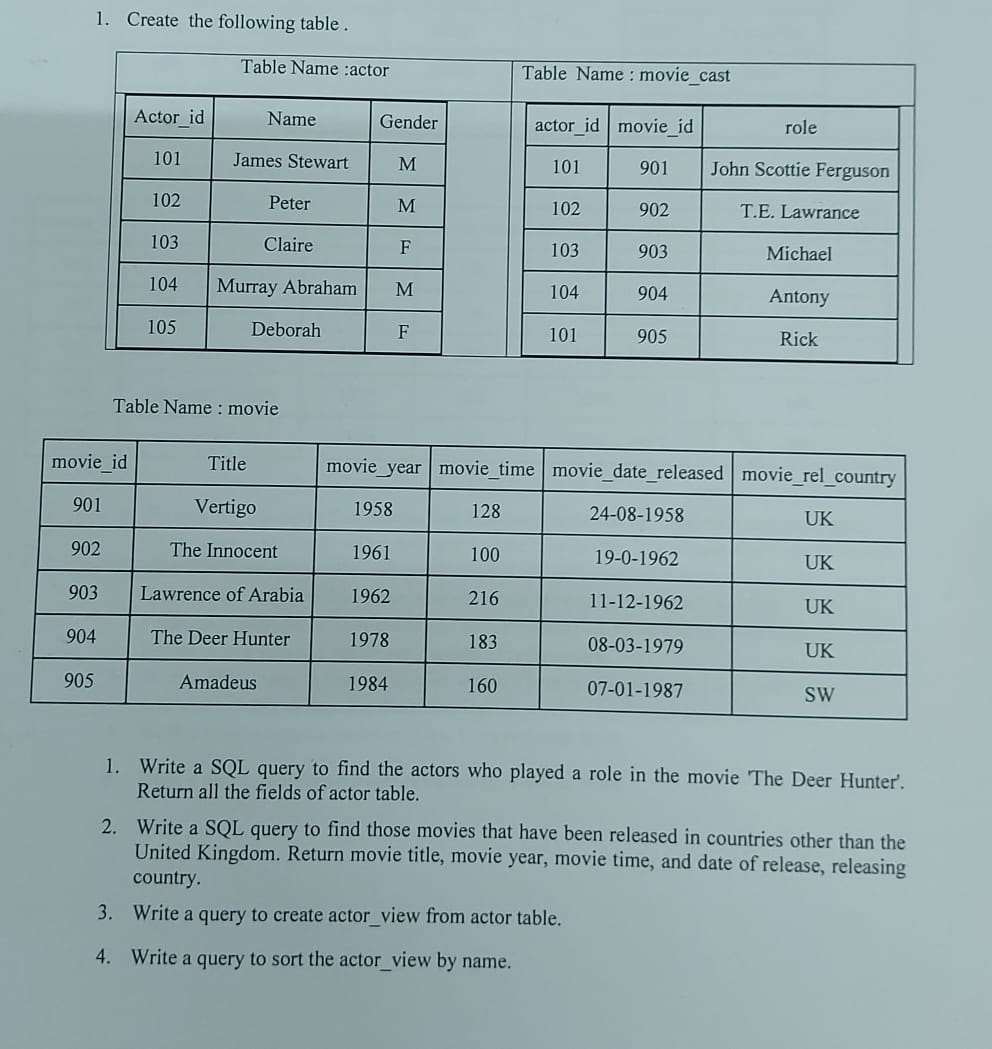 1. Create the following table .
Table Name :actor
Actor_id Name Gender
101 James Stewart M
102 Peter M
103 Claire F
104 Murray Abraham M
105 Deborah F
Table Name : movie_cast
actor_id movie_id role
101 901 John Scottie Ferguson
102 902 T.E. Lawrance
103 903 Michael
104 904 Antony
101 905 Rick
Table Name : movie
movie_id Title movie_year movie_time movie_date_released movie_rel_country
901 Vertigo 1958 128 24-08-1958 UK
902 The Innocent 1961 100 19-0-1962 UK
903 Lawrence of Arabia 1962 216 11-12-1962 UK
904 The Deer Hunter 1978 183 08-03-1979 UK
905 Amadeus 1984 160 07-01-1987 SW
1. Write a SQL query to find the actors who played a role in the movie 'The Deer Hunter'.
Return all the fields of actor table.
2. Write a SQL query to find those movies that have been released in countries other than the
United Kingdom. Return movie title, movie year, movie time, and date of release, releasing
country.
3. Write a query to create actor_view from actor table.
4. Write a query to sort the actor_view by name.